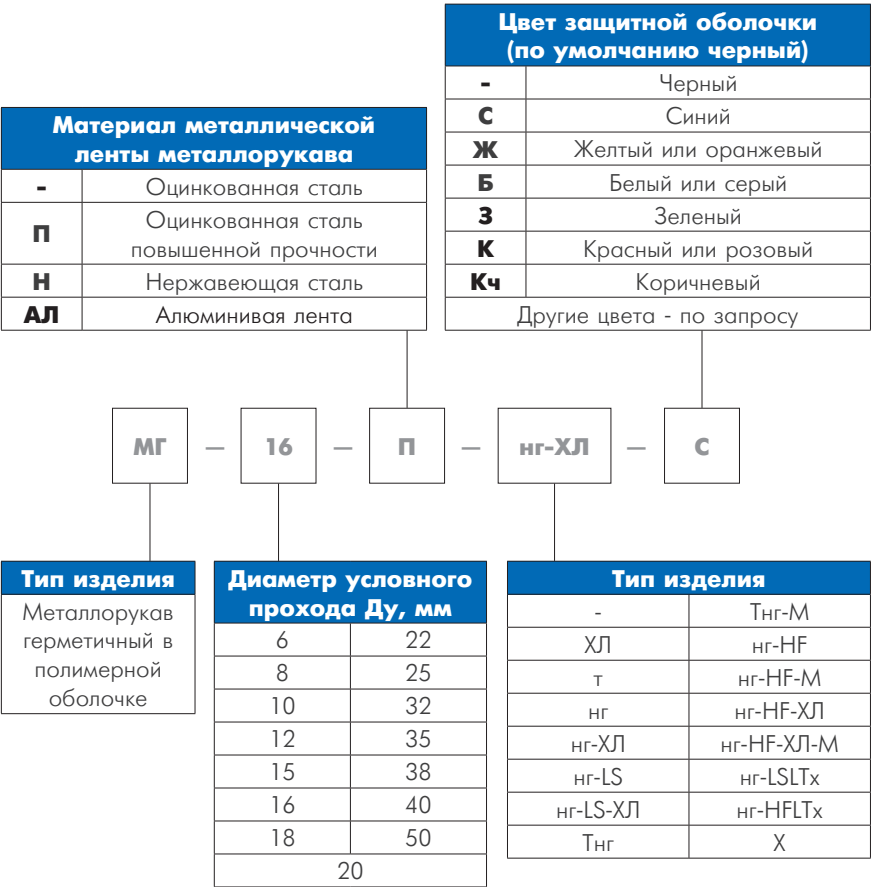 Цвет защитной оболочки
(по умолчанию черный)
- Черный
С Синий
Ж Желтый или оранжевый
Б Белый или серый
З Зеленый
К Красный или розовый
Кч Коричневый
Другие цвета - по запросу
Материал металлической
ленты металлорукава
- Оцинкованная сталь
П Оцинкованная сталь
повышенной прочности
Н Нержавеющая сталь
АЛ Алюминивая лента
МГ — 16 — П — нг-ХЛ — С
Тип изделия
Металлорукав
герметичный в
полимерной
оболочке
Диаметр условного
прохода Ду, мм
6 22
8 25
10 32
12 35
15 38
16 40
18 50
20
Тип изделия
- Тнг-М
ХЛ нг-HF
т нг-HF-М
нг нг-HF-ХЛ
нг-ХЛ нг-HF-ХЛ-М
нг-LS нг-LSLTx
нг-LS-ХЛ нг-HFLTx
Тнг Х